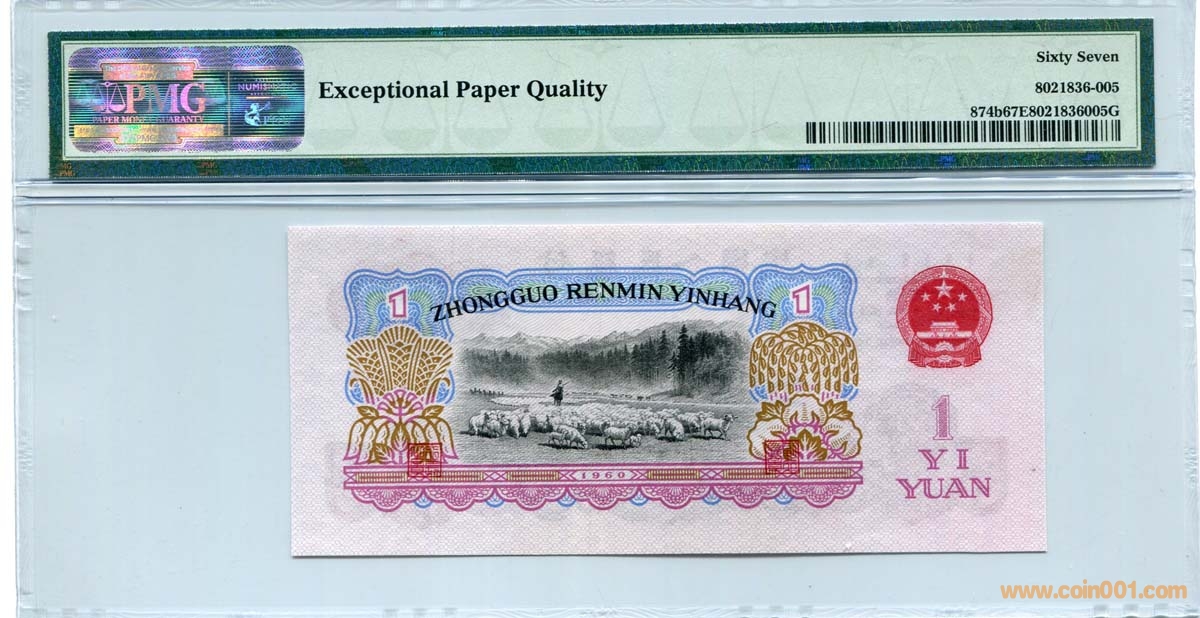 PMG
PAPER MONEY GUARANTY
NUMISMATIC
Exceptional Paper Quality
Sixty Seven
8021836-005
874b67E8021836005G
1
ZHONGGUO RENMIN YINHANG
1
1960
1
YI
YUAN
www.coin001.com